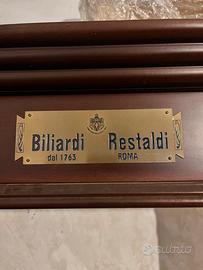 Biliardi Restaldi
dal 1763 ROMA
subito